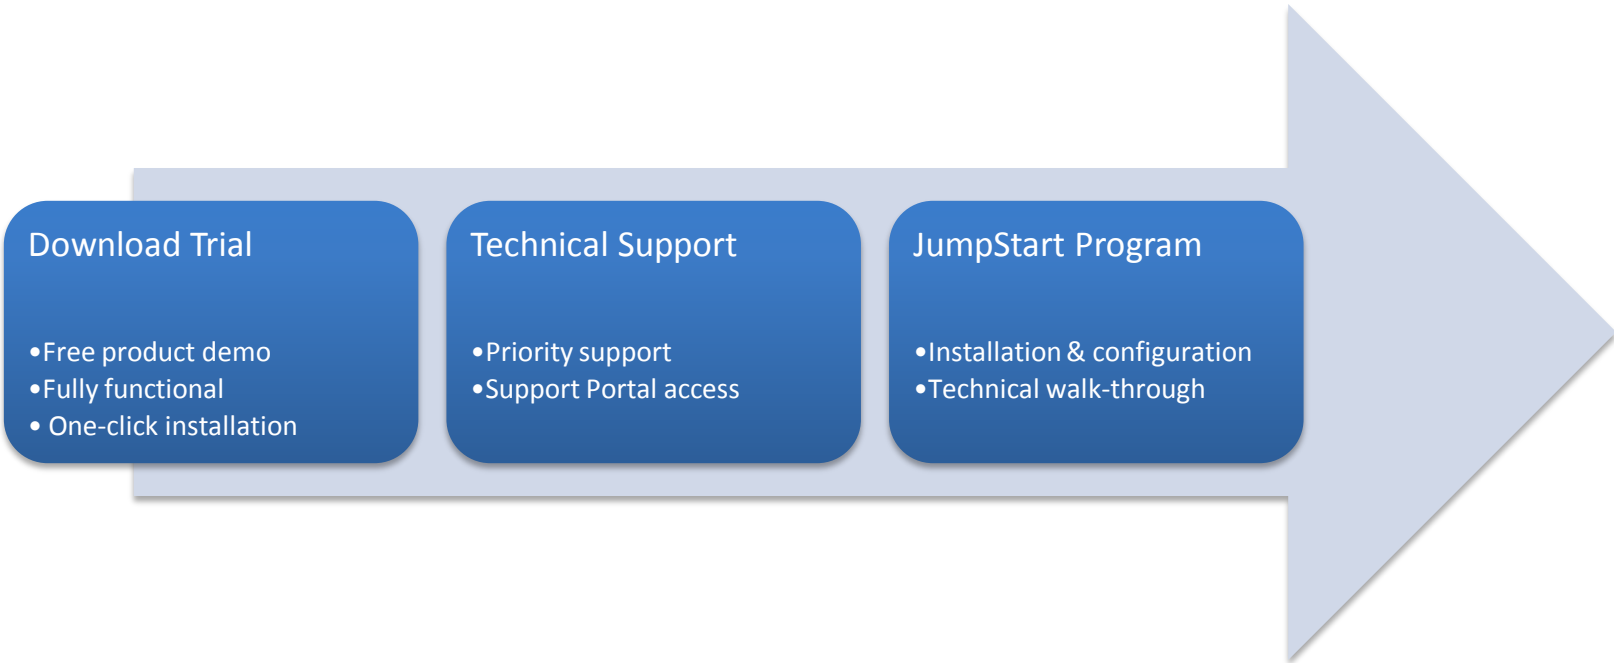 Download Trial
•Free product demo
•Fully functional
• One-click installation
Technical Support
•Priority support
•Support Portal access
JumpStart Program
•Installation & configuration
•Technical walk-through